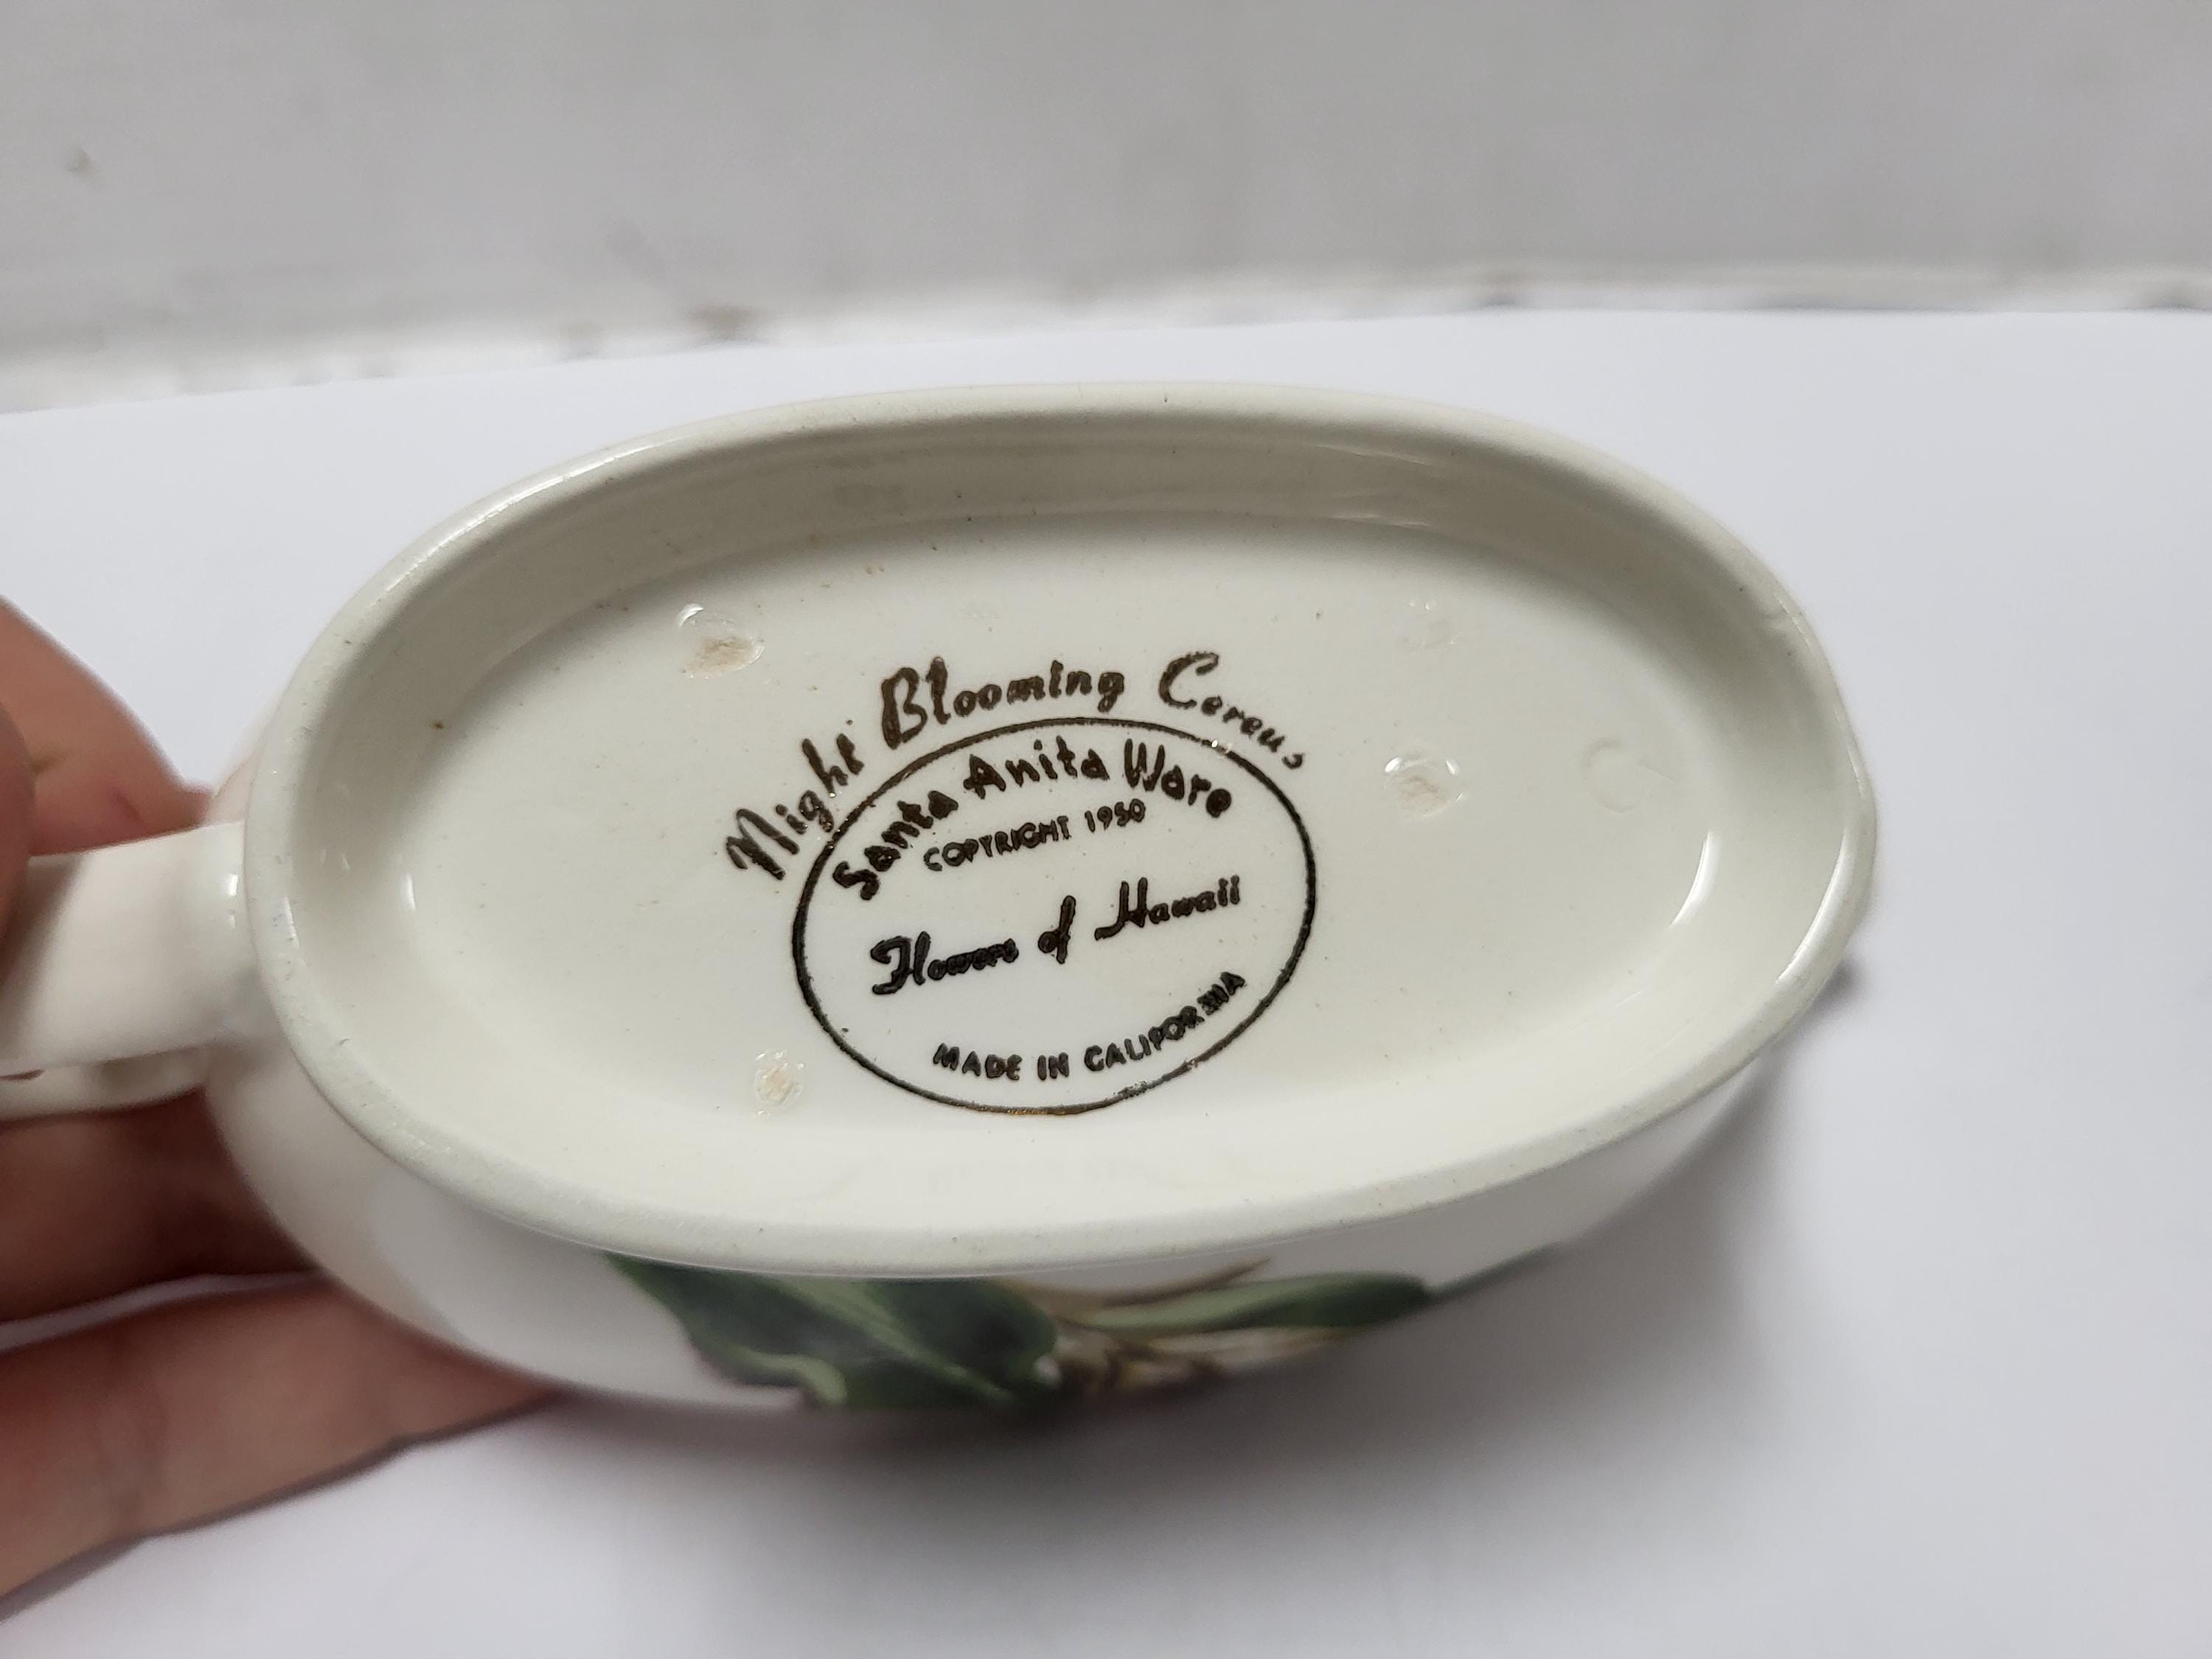 Night Blooming Cereus
Santa Anita Ware
COPYRIGHT 1950
Flowers of Hawaii
MADE IN CALIFORNIA